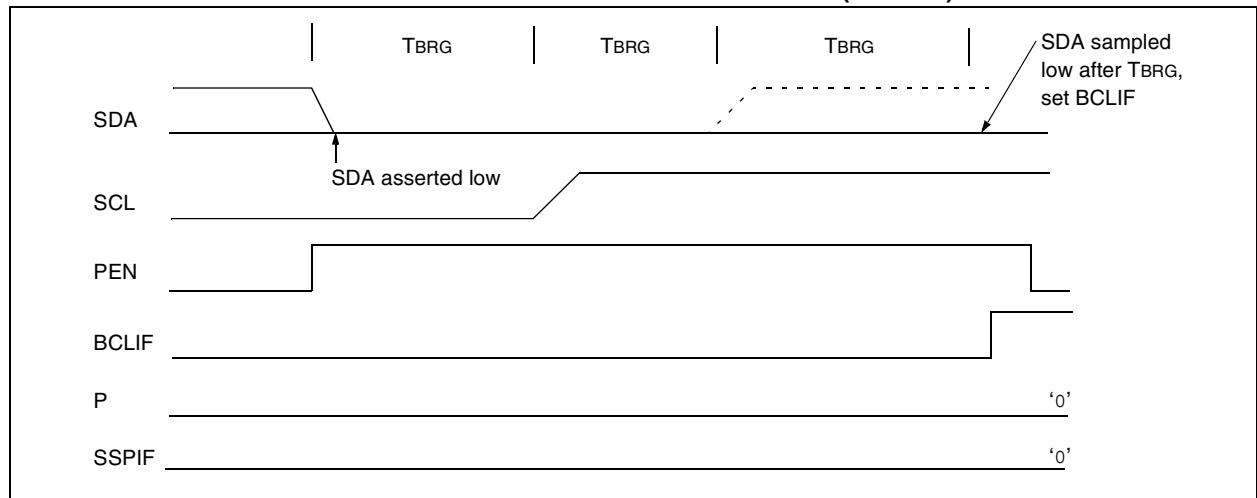 TBRG TBRG TBRG
SDA sampled
low after TBRG,
set BCLIF
SDA
SDA asserted low
SCL
PEN
BCLIF
P '0'
SSPIF '0'